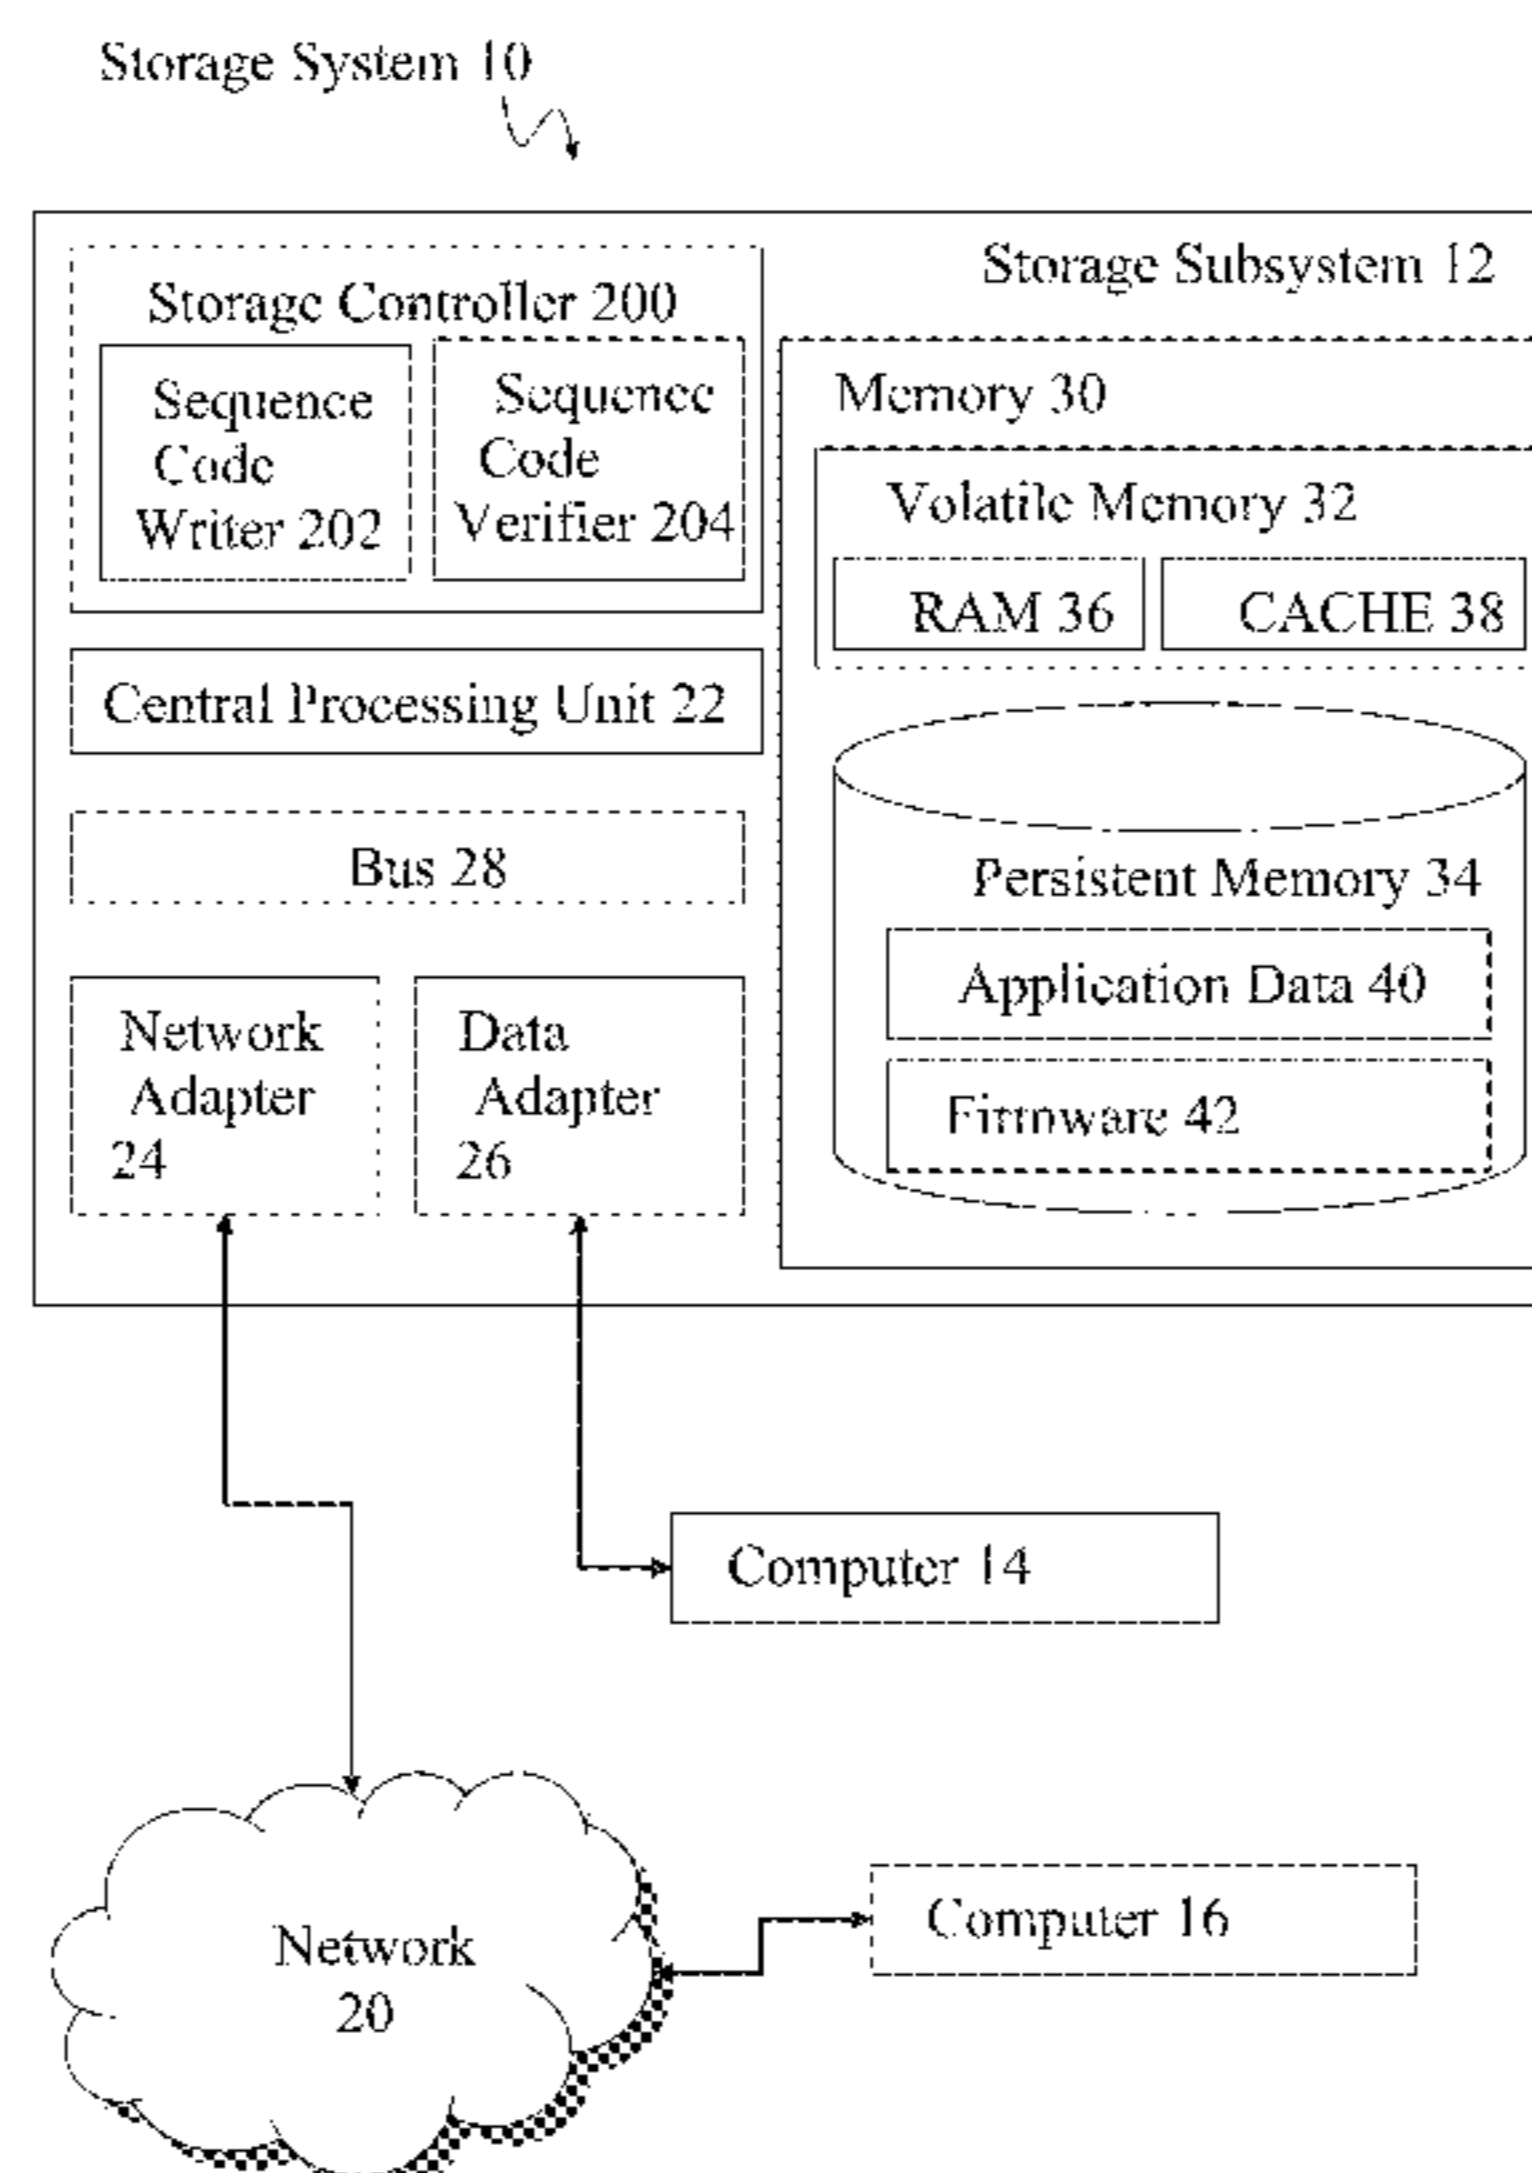 Storage System 10
Storage Subsystem 12
Storage Controller 200
Sequence
Code
Writer 202
Sequence
Code
Verifier 204
Central Processing Unit 22
Bus 28
Network
Adapter
24
Data
Adapter
26
Memory 30
Volatile Memory 32
RAM 36
CACHE 38
Persistent Memory 34
Application Data 40
Firmware 42
Computer 14
Computer 16
Network
20